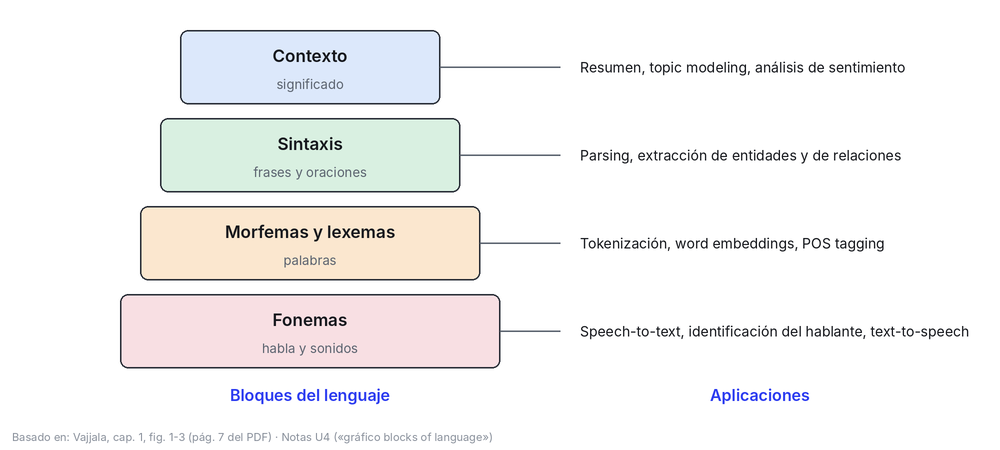 Contexto
significado
Resumen, topic modeling, análisis de sentimiento
Sintaxis
frases y oraciones
Parsing, extracción de entidades y de relaciones
Morfemas y lexemas
palabras
Tokenización, word embeddings, POS tagging
Fonemas
habla y sonidos
Speech-to-text, identificación del hablante, text-to-speech
Bloques del lenguaje
Aplicaciones
Basado en: Vajjala, cap. 1, fig. 1-3 (pág. 7 del PDF) · Notas U4 («gráfico blocks of language»)